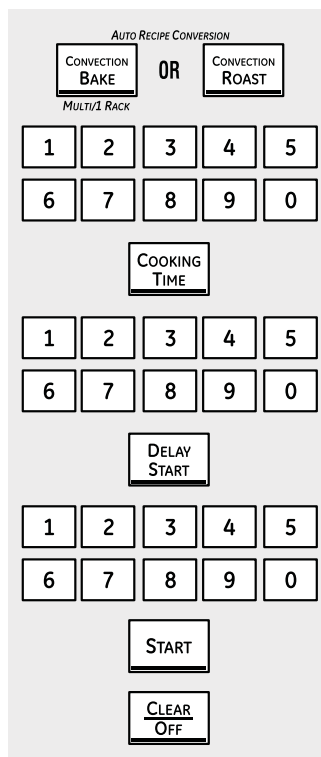 AUTO RECIPE CONVERSION
CONVECTION
BAKE
OR
CONVECTION
ROAST
MULTI/1 RACK
1 2 3 4 5
6 7 8 9 0
COOKING
TIME
1 2 3 4 5
6 7 8 9 0
DELAY
START
1 2 3 4 5
6 7 8 9 0
START
CLEAR
OFF